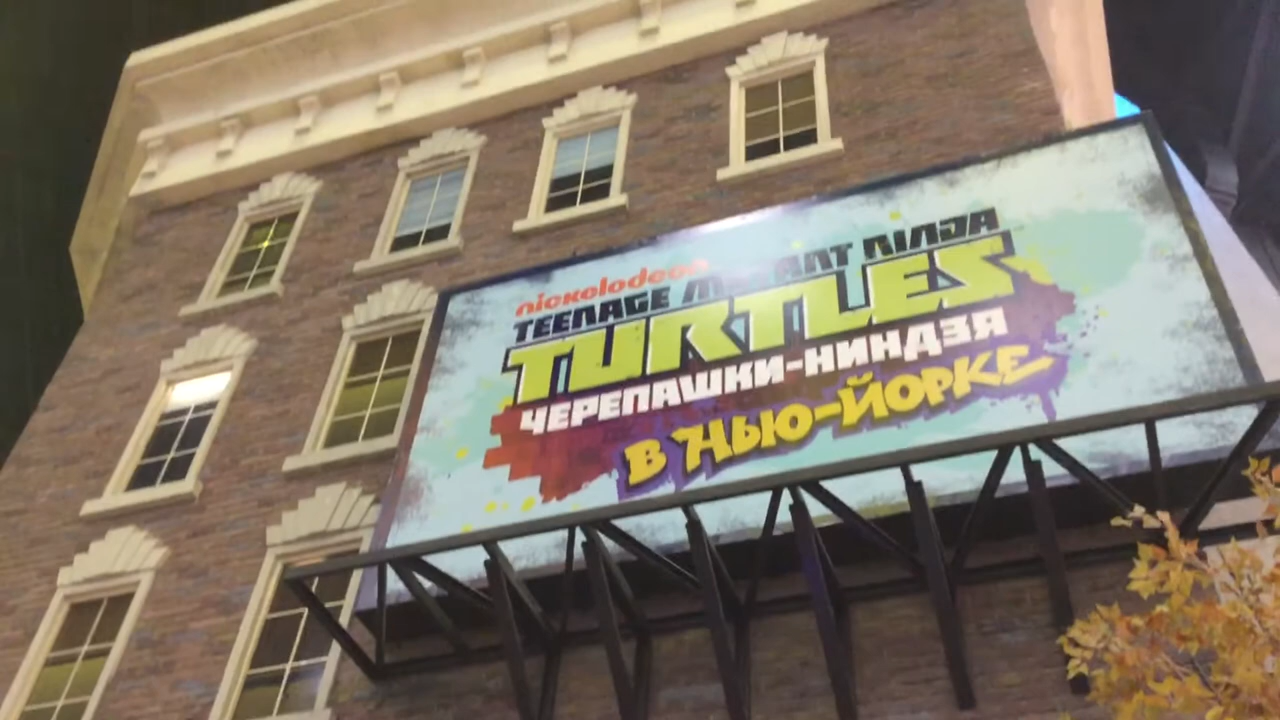 nickelodeon
TEENAGE MUTANT NINJA
TURTLES
ЧЕРЕПАШКИ-НИНДЗЯ
В НЬЮ-ЙОРКЕ